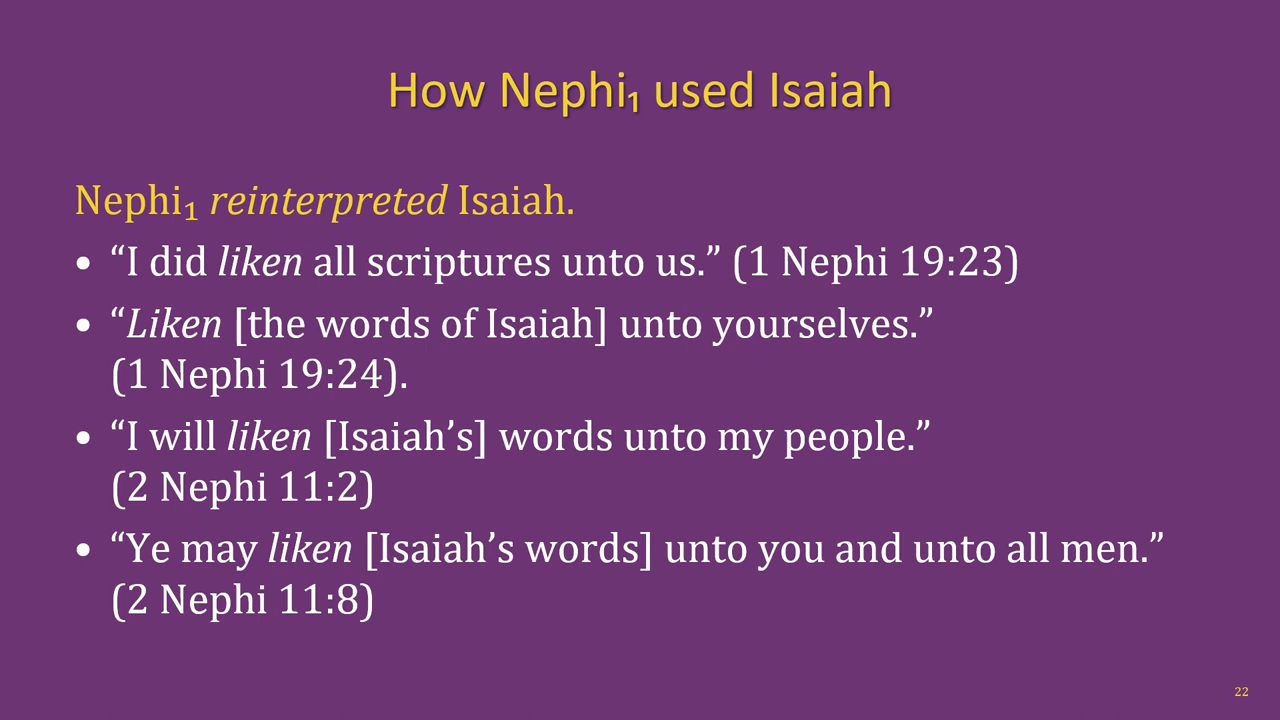 How Nephi₁ used Isaiah
Nephi₁ reinterpreted Isaiah.
• “I did liken all scriptures unto us.” (1 Nephi 19:23)
• “Liken [the words of Isaiah] unto yourselves.”
(1 Nephi 19:24).
• “I will liken [Isaiah’s] words unto my people.”
(2 Nephi 11:2)
• “Ye may liken [Isaiah’s words] unto you and unto all men.”
(2 Nephi 11:8)
22